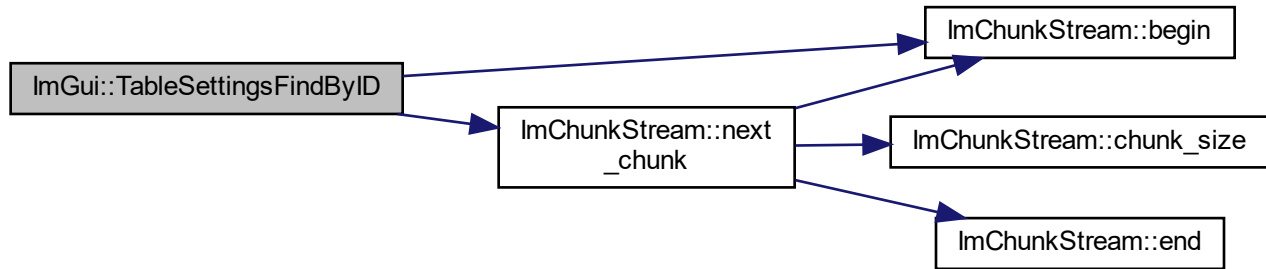 ImGui::TableSettingsFindByID
ImChunkStream::begin
ImChunkStream::next
_chunk
ImChunkStream::chunk_size
ImChunkStream::end